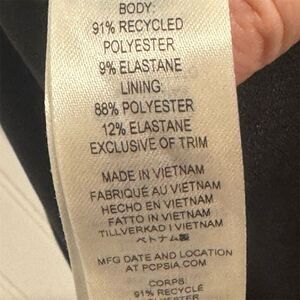 BODY:
91% RECYCLED
POLYESTER
9% ELASTANE
LINING:
88% POLYESTER
12% ELASTANE
EXCLUSIVE OF TRIM
MADE IN VIETNAM
FABRIQUÉ AU VIÊTNAM
HECHO EN VIETNAM
FATTO IN VIETNAM
TILLVERKAD I VIETNAM
ベトナム製
MFG DATE AND LOCATION
AT PCPSIA.COM
CORPS:
91% RECYCLÉ